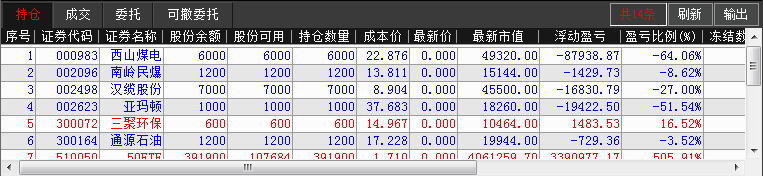 持仓 成交 委托 可撤委托 共14条 刷新 输出
序号 证券代码 证券名称 股份余额 股份可用 持仓数量 成本价 最新价 最新市值 浮动盈亏 盈亏比例(%) 冻结数
1 000983 西山煤电 6000 6000 6000 22.876 0.000 49320.00 -87938.87 -64.06%
2 002096 南岭民爆 1200 1200 1200 13.811 0.000 15144.00 -1429.73 -8.62%
3 002498 汉缆股份 7000 7000 7000 8.904 0.000 45500.00 -16830.79 -27.00%
4 002623 亚玛顿 1000 1000 1000 37.683 0.000 18260.00 -19422.50 -51.54%
5 300072 三聚环保 600 600 600 14.967 0.000 10464.00 1483.53 16.52%
6 300164 通源石油 1200 1200 1200 17.228 0.000 19944.00 -729.36 -3.52%
7 510050 50ETF 391900 107684 391900 1.710 0.000 4061259.70 3390977.17 505.91%